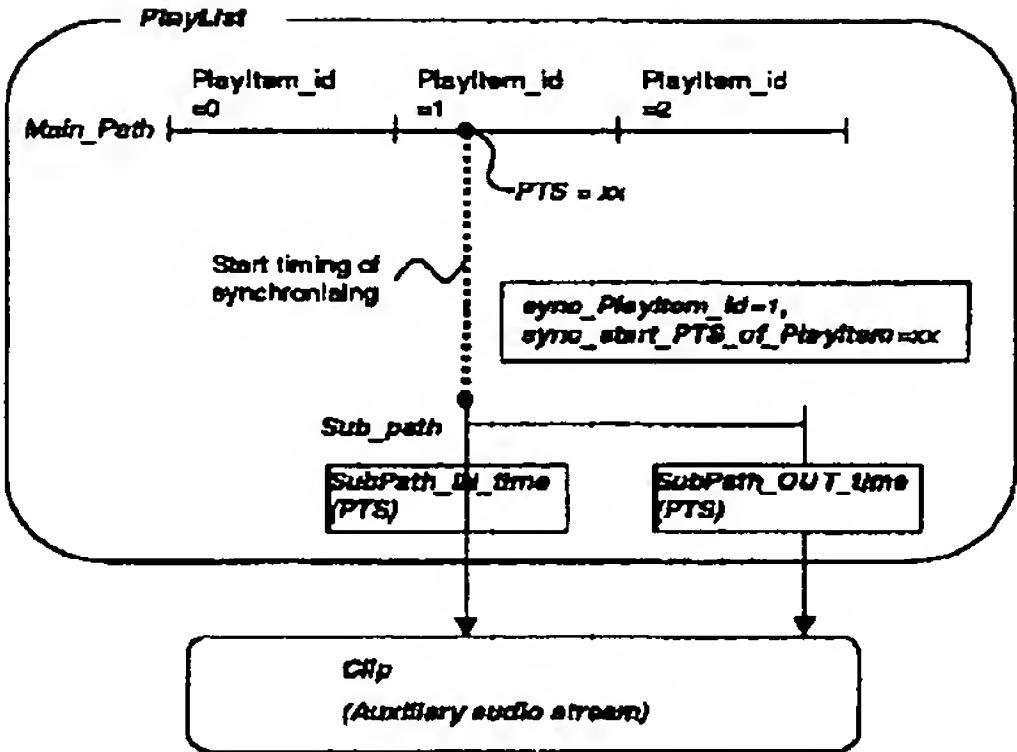 PlayList
PlayItem_id
=0
PlayItem_id
=1
PlayItem_id
=2
Main_Path
PTS = xx
Start timing of
synchronizing
sync_PlayItem_id=1,
sync_start_PTS_of_PlayItem=xx
Sub_path
SubPath_IN_time
(PTS)
SubPath_OUT_time
(PTS)
Clip
(Auxiliary audio stream)